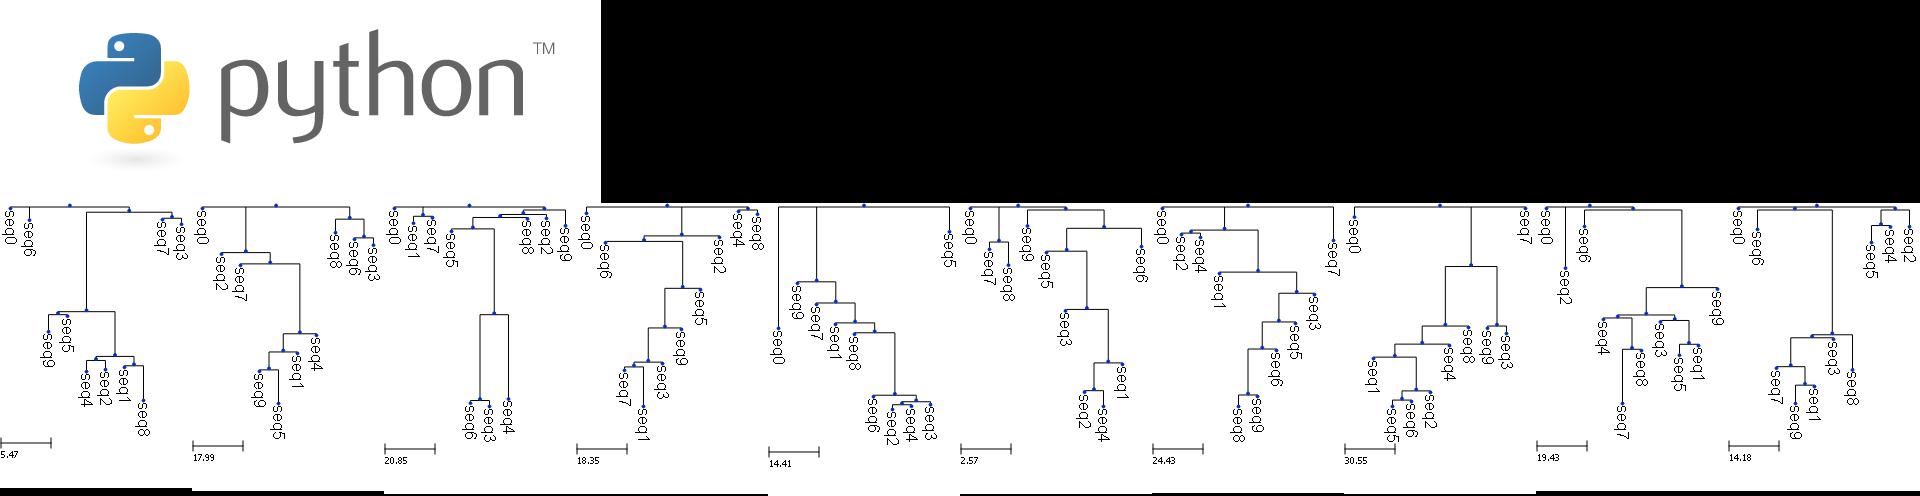 python TM
seq0 seq6 seq7 seq3 seq5 seq9 seq4 seq2 seq1 seq8
5.47
seq0 seq8 seq6 seq3 seq2 seq7 seq4 seq1 seq9 seq5
17.99
seq0 seq1 seq7 seq5 seq8 seq2 seq9 seq6 seq3 seq4
20.85
seq0 seq4 seq8 seq6 seq2 seq5 seq9 seq3 seq7 seq1
18.35
seq5 seq9 seq7 seq1 seq0 seq8 seq6 seq2 seq4 seq3
14.41
seq0 seq9 seq7 seq8 seq5 seq6 seq3 seq1 seq2 seq4
2.57
seq0 seq2 seq4 seq7 seq1 seq3 seq5 seq6 seq8 seq9
24.43
seq0 seq7 seq8 seq9 seq3 seq4 seq1 seq2 seq5 seq6
30.55
seq0 seq6 seq2 seq9 seq4 seq3 seq1 seq5 seq8 seq7
19.43
seq0 seq6 seq2 seq4 seq5 seq3 seq8 seq7 seq1 seq9
14.18